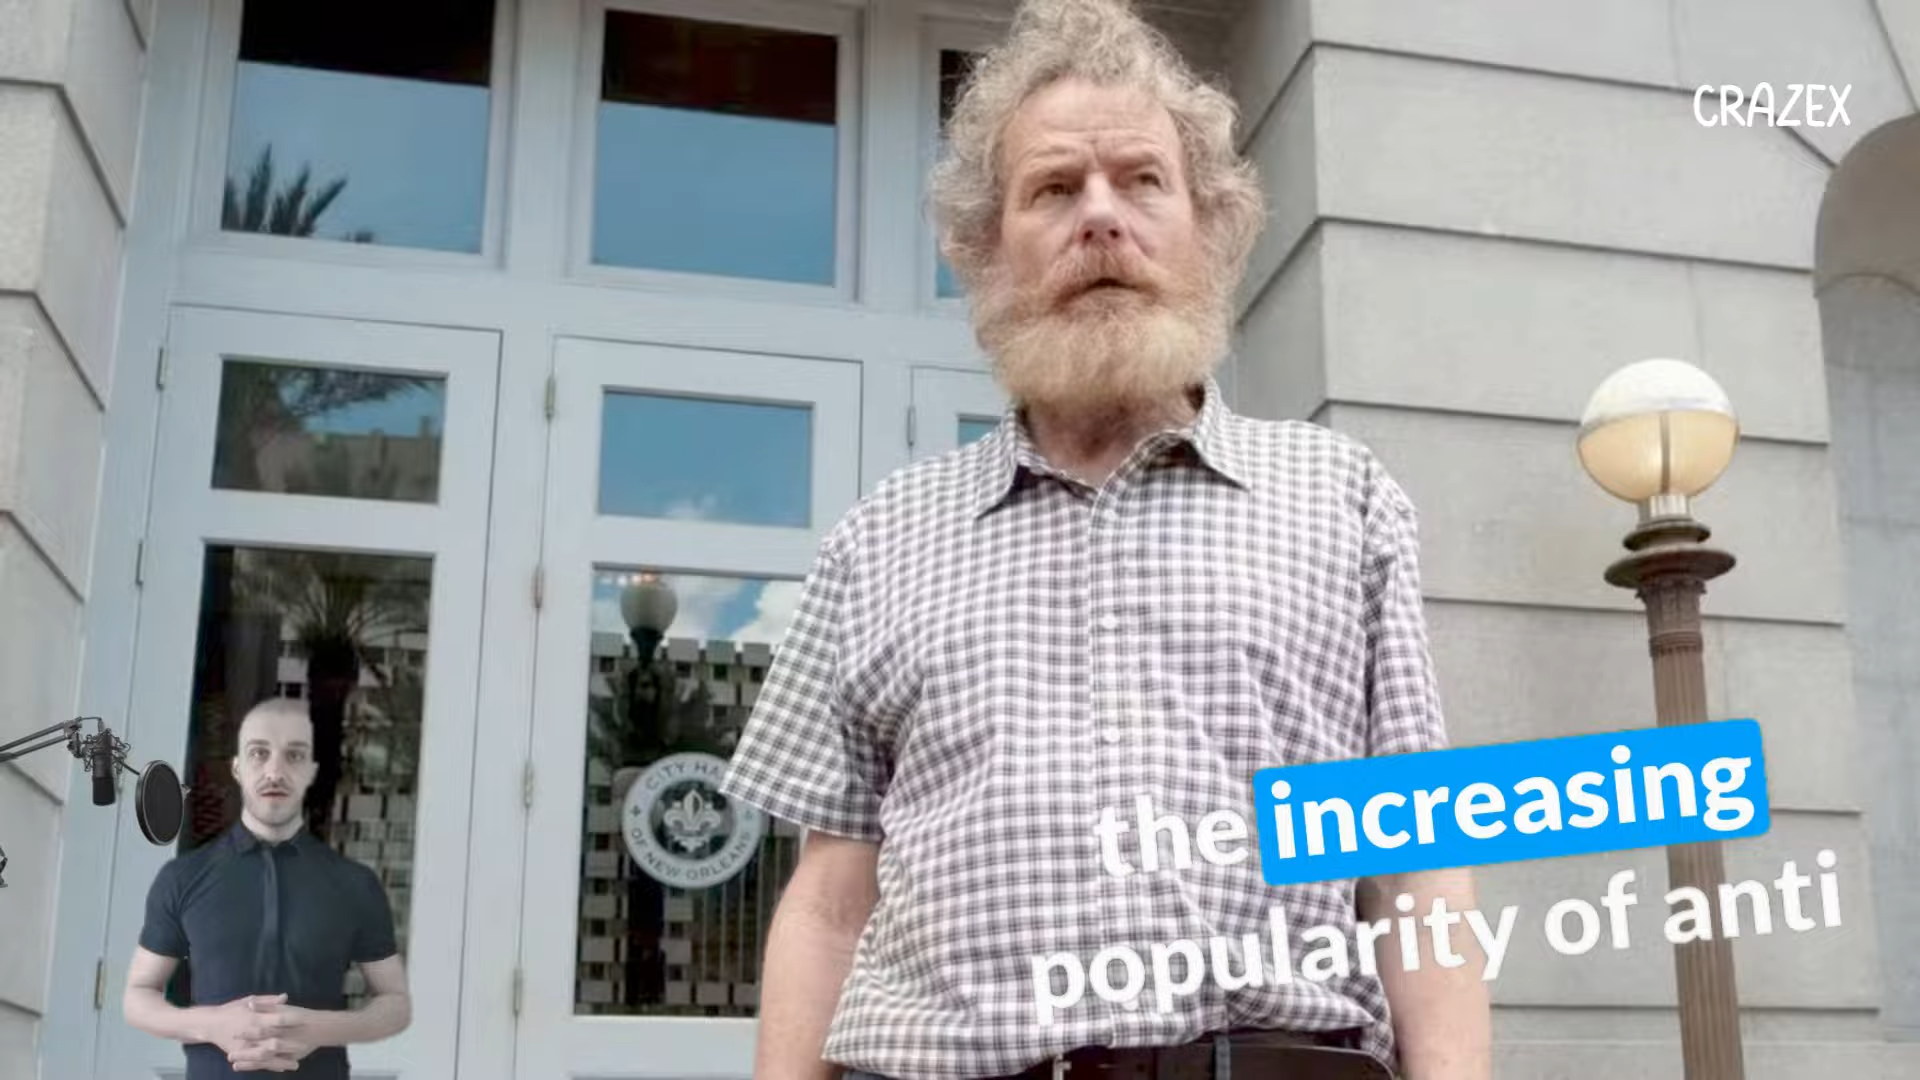 CRAZEX
CITY HA
OF NEW ORLEANS
the increasing
popularity of anti